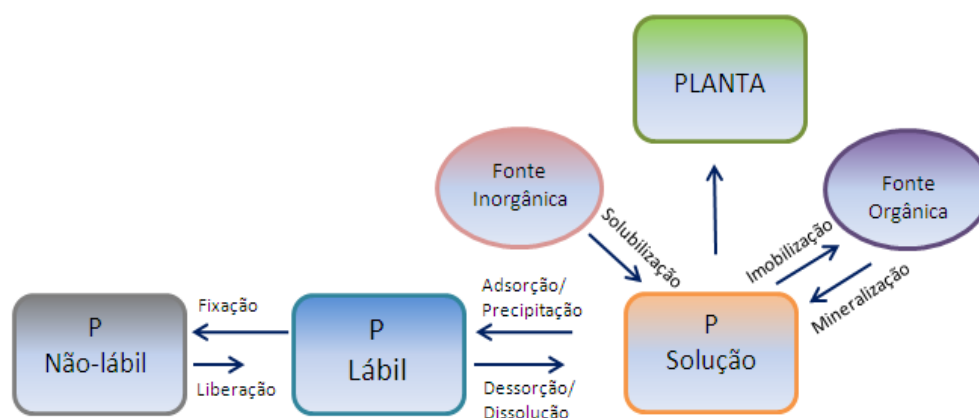 PLANTA
Fonte
Inorgânica
Fonte
Orgânica
Solubilização
Imobilização
Mineralização
Adsorção/
Precipitação
Fixação
P
Não-lábil
P
Lábil
P
Solução
Liberação
Dessorção/
Dissolução